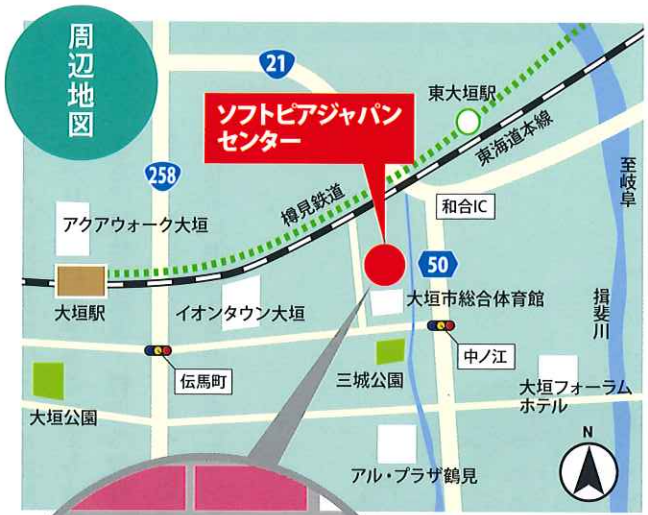 周辺地図
21
ソフトピアジャパン
センター
東大垣駅
東海道本線
258
樽見鉄道
至岐阜
和合IC
アクアウォーク大垣
50
大垣駅
イオンタウン大垣
大垣市総合体育館
揖斐川
伝馬町
三城公園
中ノ江
大垣公園
大垣フォーラム
ホテル
アル・プラザ鶴見
N